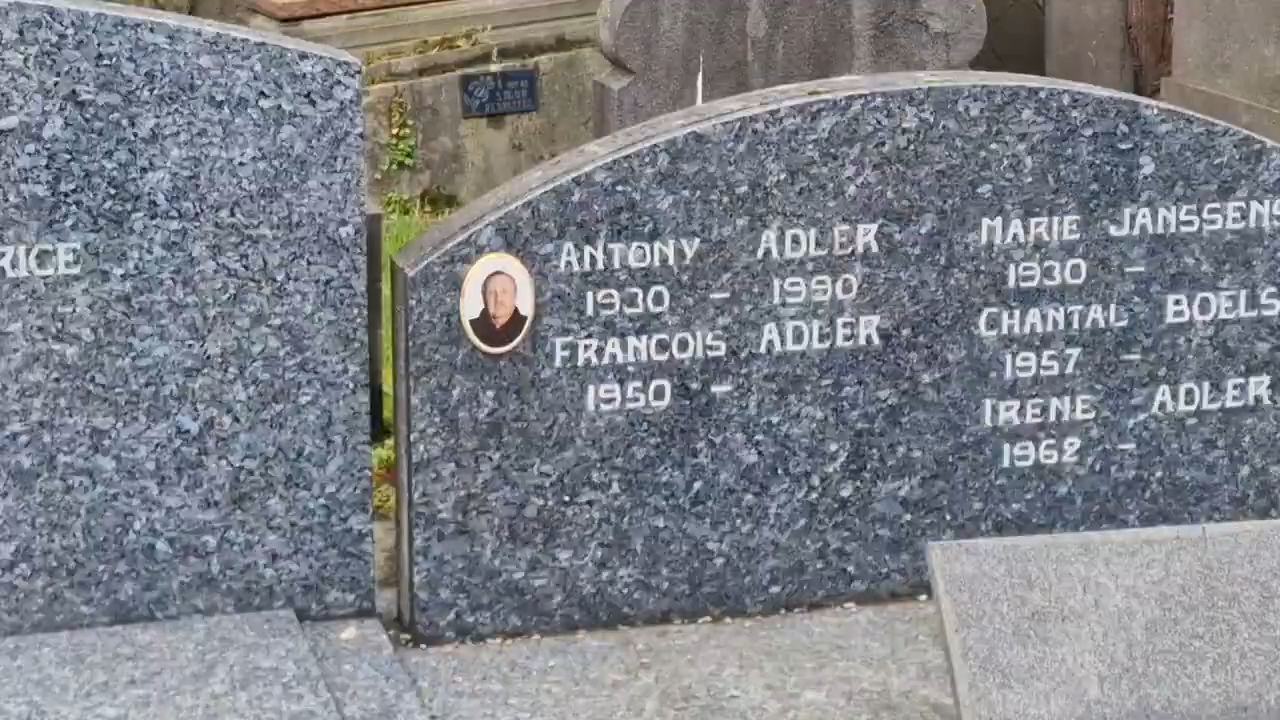 RICE
ANTONY ADLER
1930 - 1990
FRANCOIS ADLER
1950 -
MARIE JANSSENS
1930 -
CHANTAL BOELS
1957 -
IRENE ADLER
1962 -